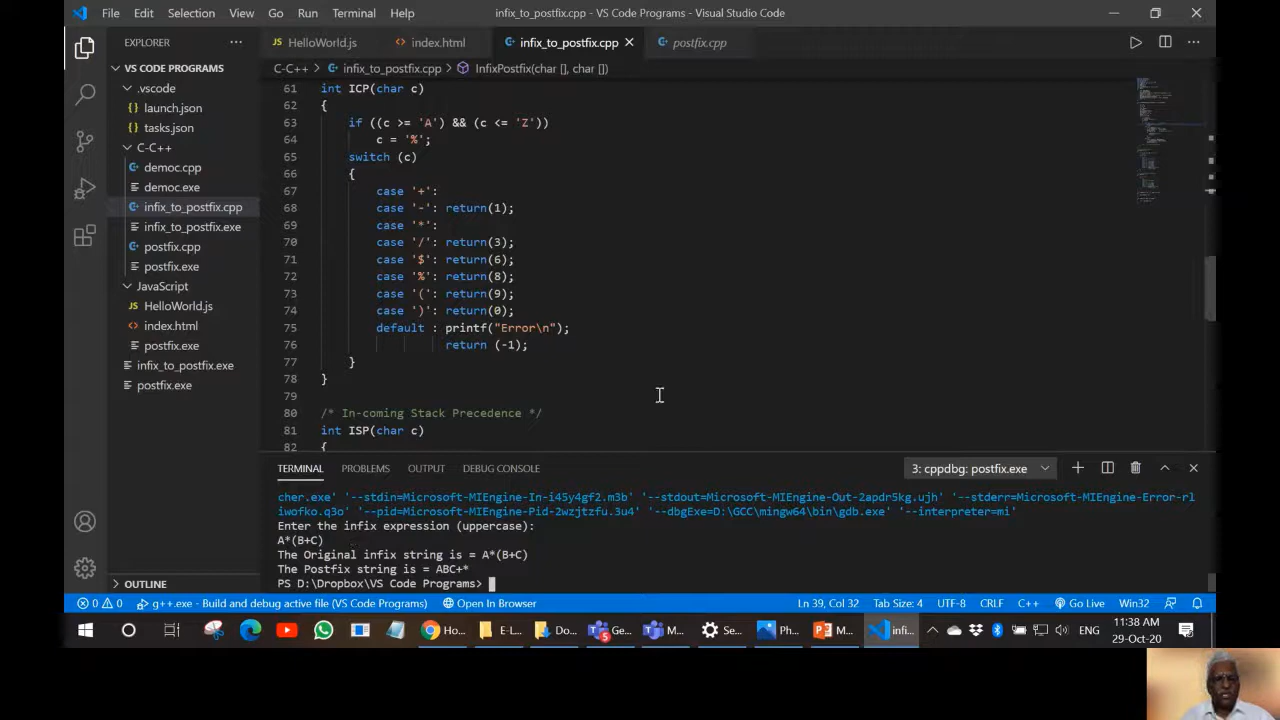 File Edit Selection View Go Run Terminal Help infix_to_postfix.cpp - VS Code Programs - Visual Studio Code
EXPLORER
HelloWorld.js index.html infix_to_postfix.cpp postfix.cpp
C-C++ > infix_to_postfix.cpp > InfixPostfix(char [], char [])
VS CODE PROGRAMS
.vscode
launch.json
tasks.json
C-C++
democ.cpp
democ.exe
infix_to_postfix.cpp
infix_to_postfix.exe
postfix.cpp
postfix.exe
JavaScript
HelloWorld.js
index.html
postfix.exe
infix_to_postfix.exe
postfix.exe
OUTLINE
61 int ICP(char c)
62 {
63 if ((c >= 'A') && (c <= 'Z'))
64 c = '%';
65 switch (c)
66 {
67 case '+':
68 case '-': return(1);
69 case '*':
70 case '/': return(3);
71 case '$': return(6);
72 case '%': return(8);
73 case '(': return(9);
74 case ')': return(0);
75 default : printf("Error\n");
76 return (-1);
77 }
78 }
79
80 /* In-coming Stack Precedence */
81 int ISP(char c)
82 {
TERMINAL PROBLEMS OUTPUT DEBUG CONSOLE 3: cppdbg: postfix.exe
cher.exe' '--stdin=Microsoft-MIEngine-In-i45y4gf2.m3b' '--stdout=Microsoft-MIEngine-Out-2apdr5kg.ujh' '--stderr=Microsoft-MIEngine-Error-rl
iwofko.q3o' '--pid=Microsoft-MIEngine-Pid-2wzjtzfu.3u4' '--dbgExe=D:\GCC\mingw64\bin\gdb.exe' '--interpreter=mi'
Enter the infix expression (uppercase):
A*(B+C)
The Original infix string is = A*(B+C)
The Postfix string is = ABC+*
PS D:\Dropbox\VS Code Programs>
0 0 g++.exe - Build and debug active file (VS Code Programs) Open In Browser Ln 39, Col 32 Tab Size: 4 UTF-8 CRLF C++ Go Live Win32
Ho... E-L... Do... Ge... M... Se... Ph... M... infi... ENG 11:38 AM
29-Oct-20